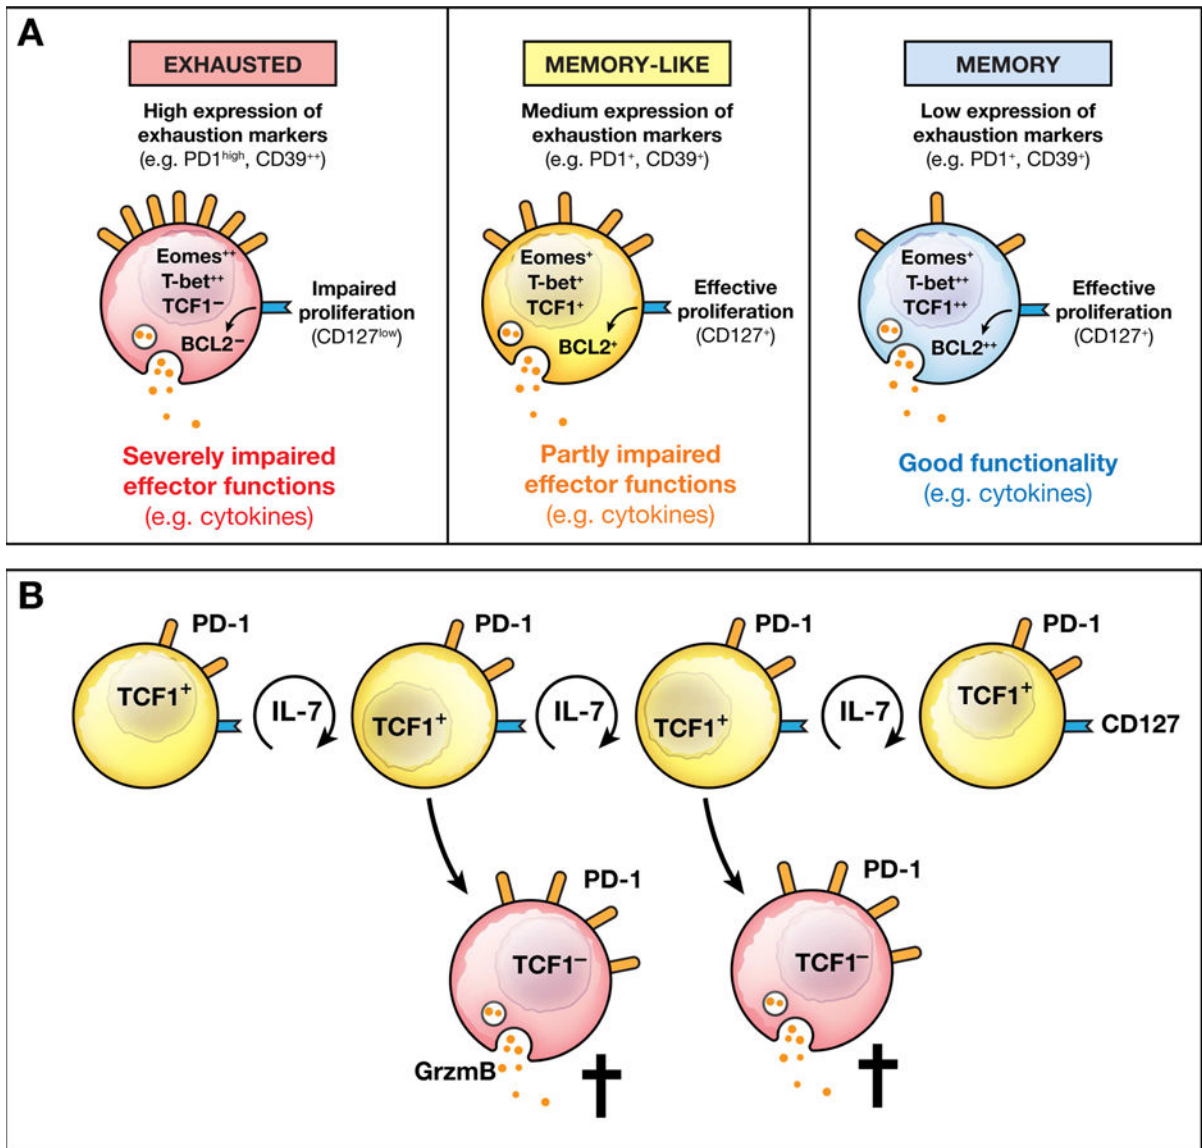 A
EXHAUSTED
High expression of
exhaustion markers
(e.g. PD1high, CD39++)
Eomes++
T-bet++
TCF1–
BCL2–
Impaired
proliferation
(CD127low)
Severely impaired
effector functions
(e.g. cytokines)
MEMORY-LIKE
Medium expression of
exhaustion markers
(e.g. PD1+, CD39+)
Eomes+
T-bet+
TCF1+
BCL2+
Effective
proliferation
(CD127+)
Partly impaired
effector functions
(e.g. cytokines)
MEMORY
Low expression of
exhaustion markers
(e.g. PD1+, CD39+)
Eomes+
T-bet++
TCF1++
BCL2++
Effective
proliferation
(CD127+)
Good functionality
(e.g. cytokines)
B
PD-1
TCF1+
IL-7
PD-1
TCF1+
IL-7
PD-1
TCF1+
IL-7
PD-1
TCF1+
CD127
PD-1
TCF1–
GrzmB
PD-1
TCF1–